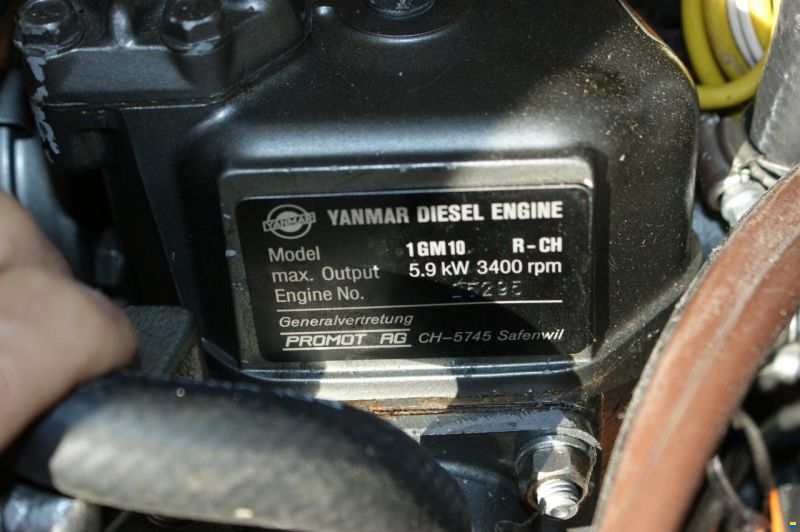 YANMAR YANMAR DIESEL ENGINE
Model 1GM10 R-CH
max. Output 5.9 kW 3400 rpm
Engine No.
Generalvertretung
PROMOT AG CH-5745 Safenwil